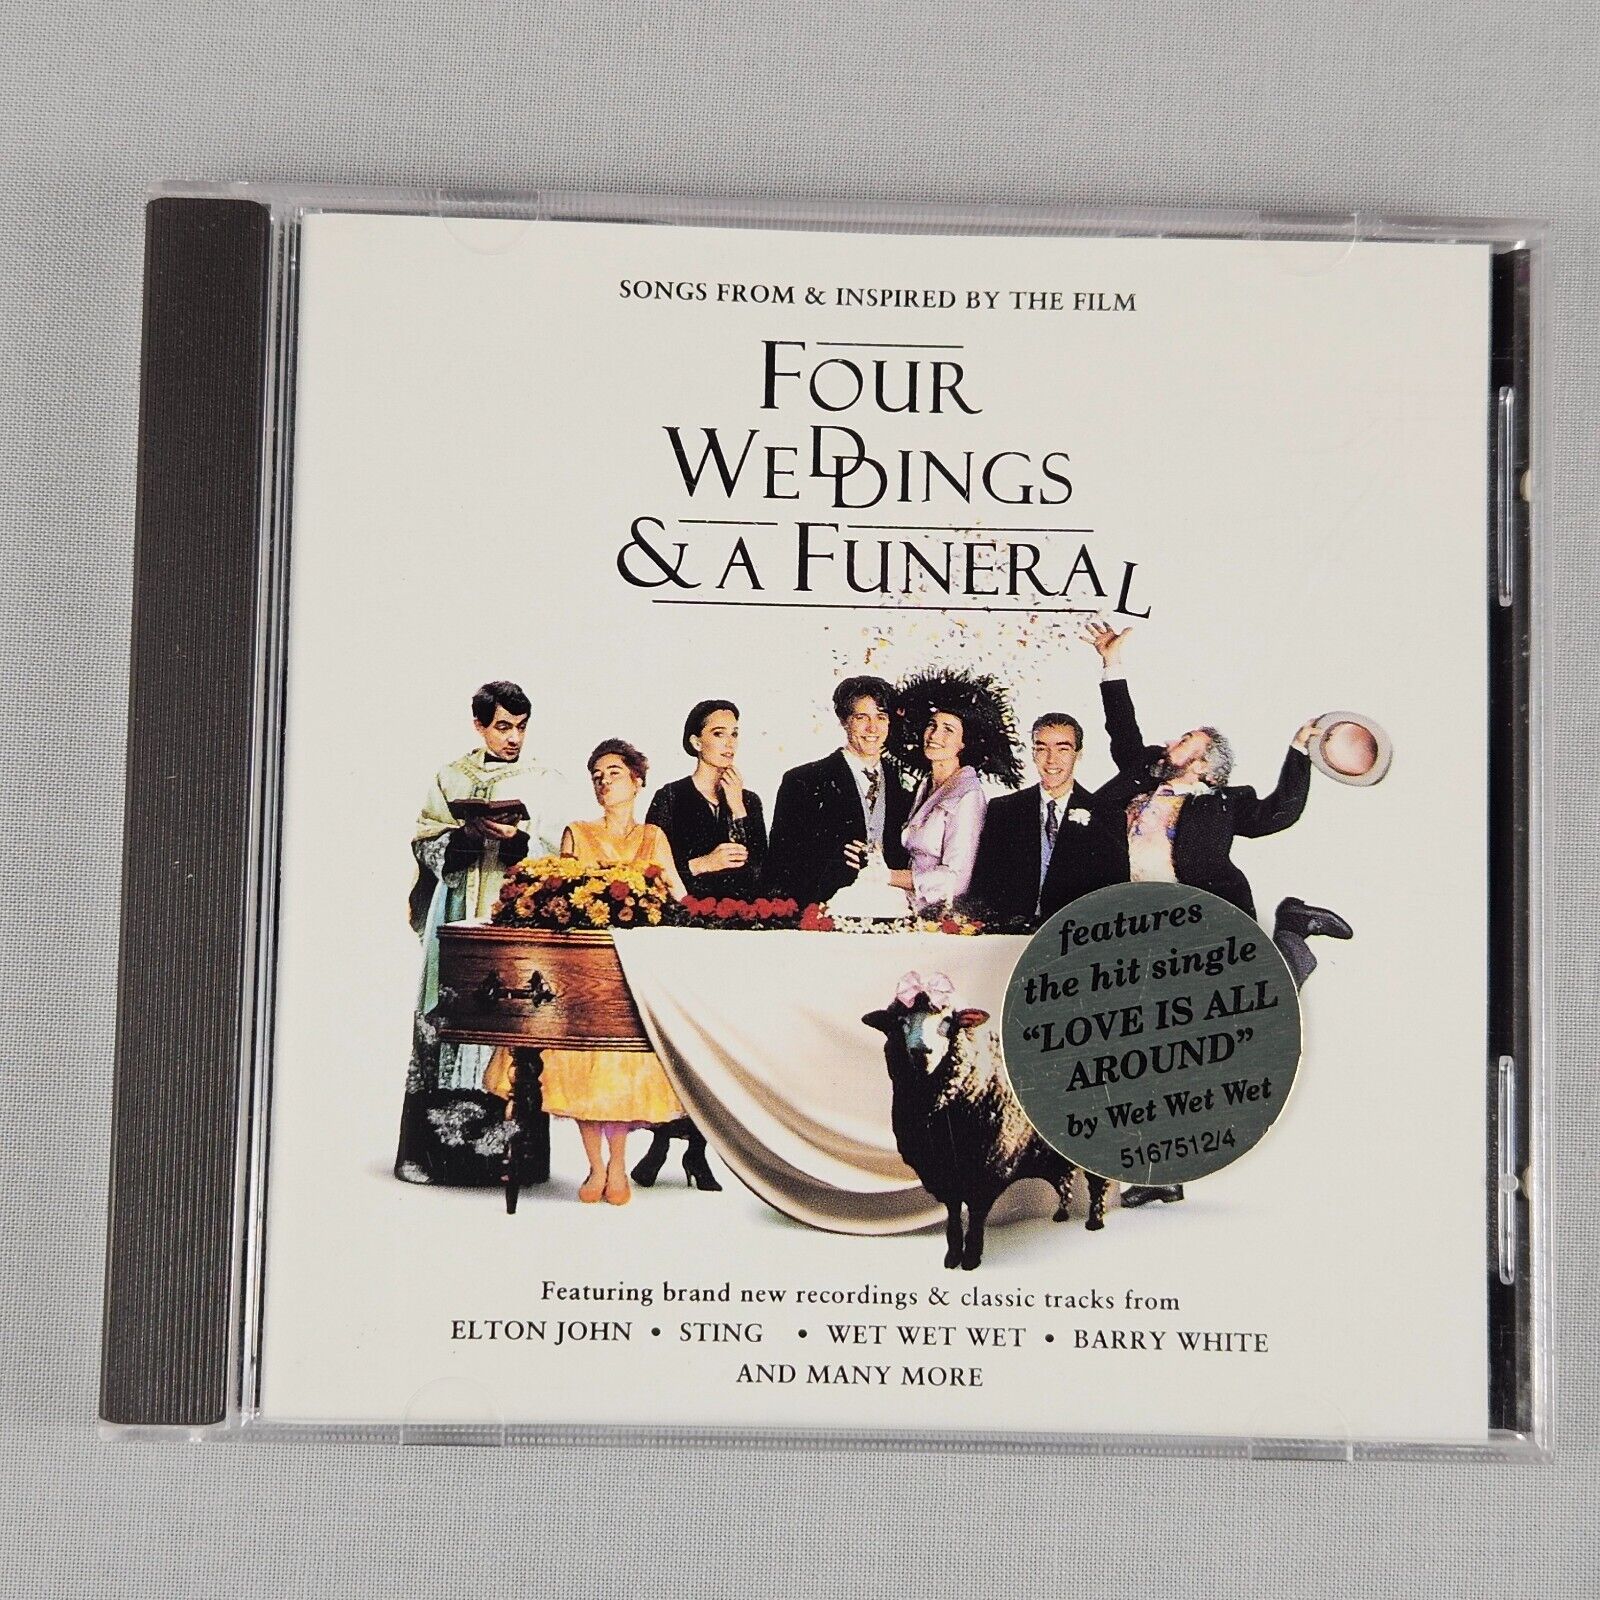 SONGS FROM & INSPIRED BY THE FILM
FOUR
WEDDINGS
& A FUNERAL
features
the hit single
"LOVE IS ALL
AROUND"
by Wet Wet Wet
5167512/4
Featuring brand new recordings & classic tracks from
ELTON JOHN • STING • WET WET WET • BARRY WHITE
AND MANY MORE